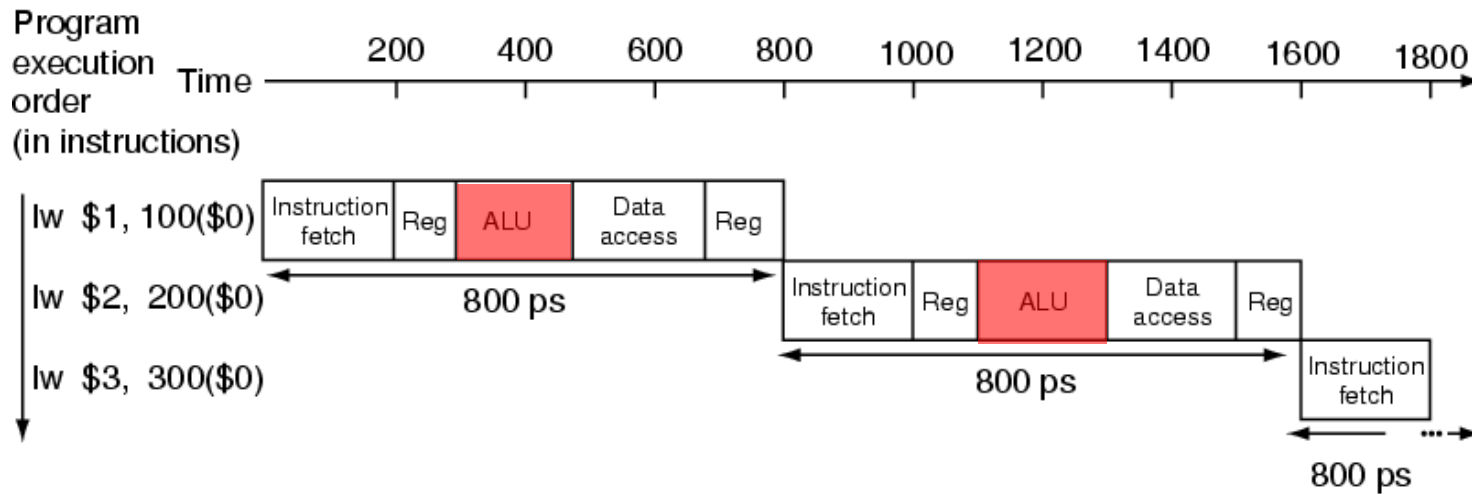 Program
execution
order
(in instructions)
Time
200 400 600 800 1000 1200 1400 1600 1800
lw $1, 100($0)
Instruction fetch
Reg
ALU
Data access
Reg
800 ps
lw $2, 200($0)
Instruction fetch
Reg
ALU
Data access
Reg
800 ps
lw $3, 300($0)
Instruction fetch
...
800 ps